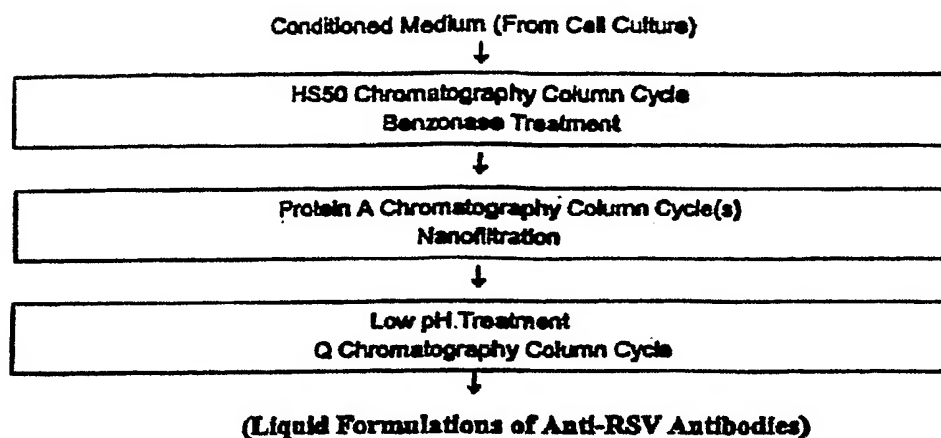 Conditioned Medium (From Cell Culture)
HS50 Chromatography Column Cycle
Benzonase Treatment
Protein A Chromatography Column Cycle(s)
Nanofiltration
Low pH.Treatment
Q Chromatography Column Cycle
(Liquid Formulations of Anti-RSV Antibodies)